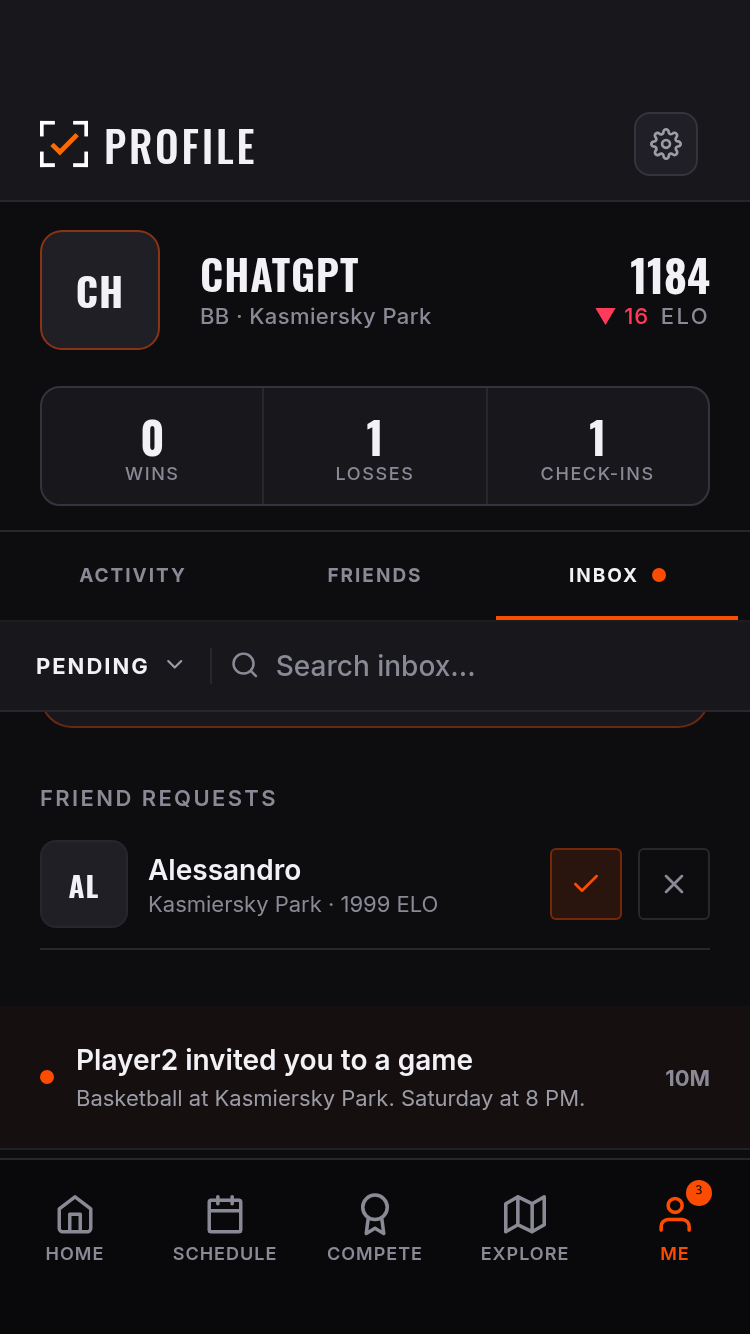 PROFILE
CH
CHATGPT
1184
BB · Kasmiersky Park
▼ 16 ELO
0
1
1
WINS
LOSSES
CHECK-INS
ACTIVITY
FRIENDS
INBOX
PENDING
Search inbox...
FRIEND REQUESTS
AL
Alessandro
Kasmiersky Park · 1999 ELO
Player2 invited you to a game
10M
Basketball at Kasmiersky Park. Saturday at 8 PM.
3
HOME
SCHEDULE
COMPETE
EXPLORE
ME